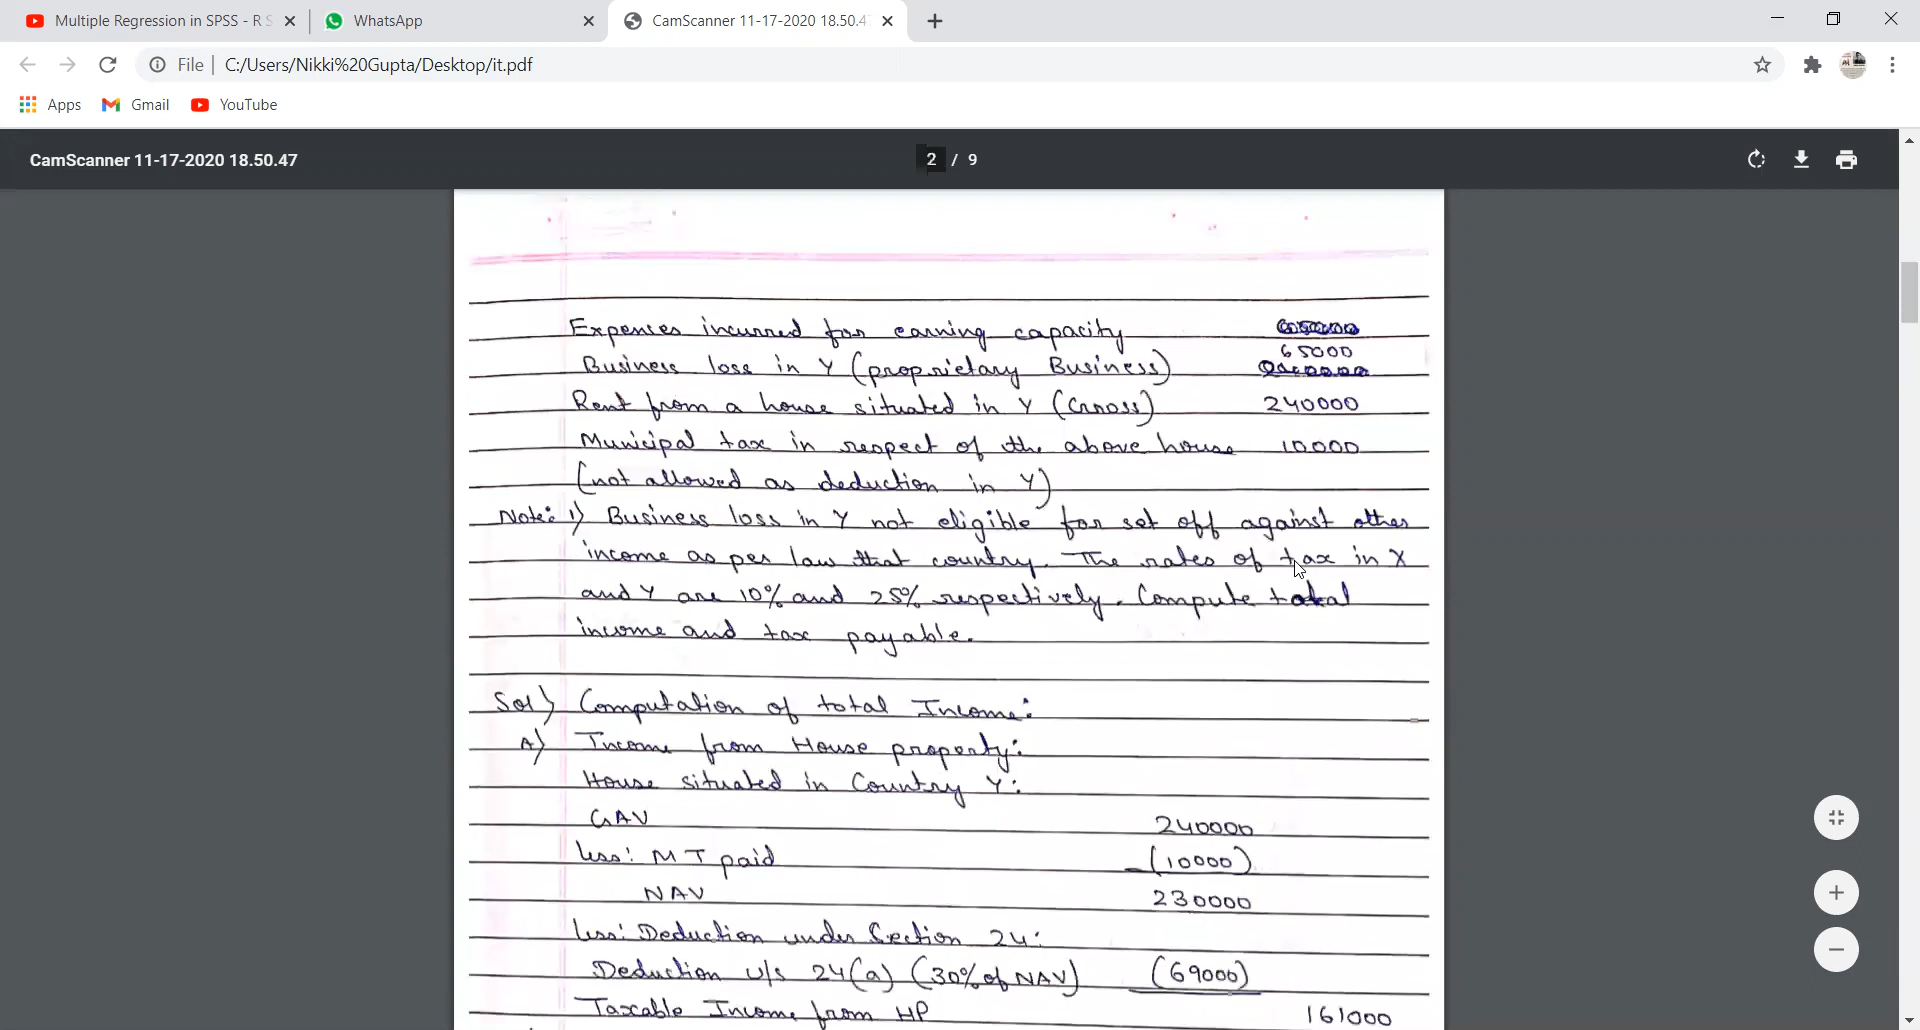 Multiple Regression in SPSS - R S
WhatsApp
CamScanner 11-17-2020 18.50.4
File | C:/Users/Nikki%20Gupta/Desktop/it.pdf
Apps Gmail YouTube
CamScanner 11-17-2020 18.50.47
2 / 9
Expenses incurred for earning capacity
65000
Business loss in Y (proprietary Business)
Rent from a house situated in Y (Gross) 240000
Municipal tax in respect of the above house 10000
(not allowed as deduction in Y)
Note: 1) Business loss in Y not eligible for set off against other
income as per law that country. The rates of tax in X
and Y are 10% and 25% respectively. Compute total
income and tax payable.
Sol) Computation of total Income:
A) Income from House property:
House situated in Country Y:
GAV 240000
less: MT paid (10000)
NAV 230000
less: Deduction under Section 24:
Deduction u/s 24(a) (30% of NAV) (69000)
Taxable Income from HP 161000